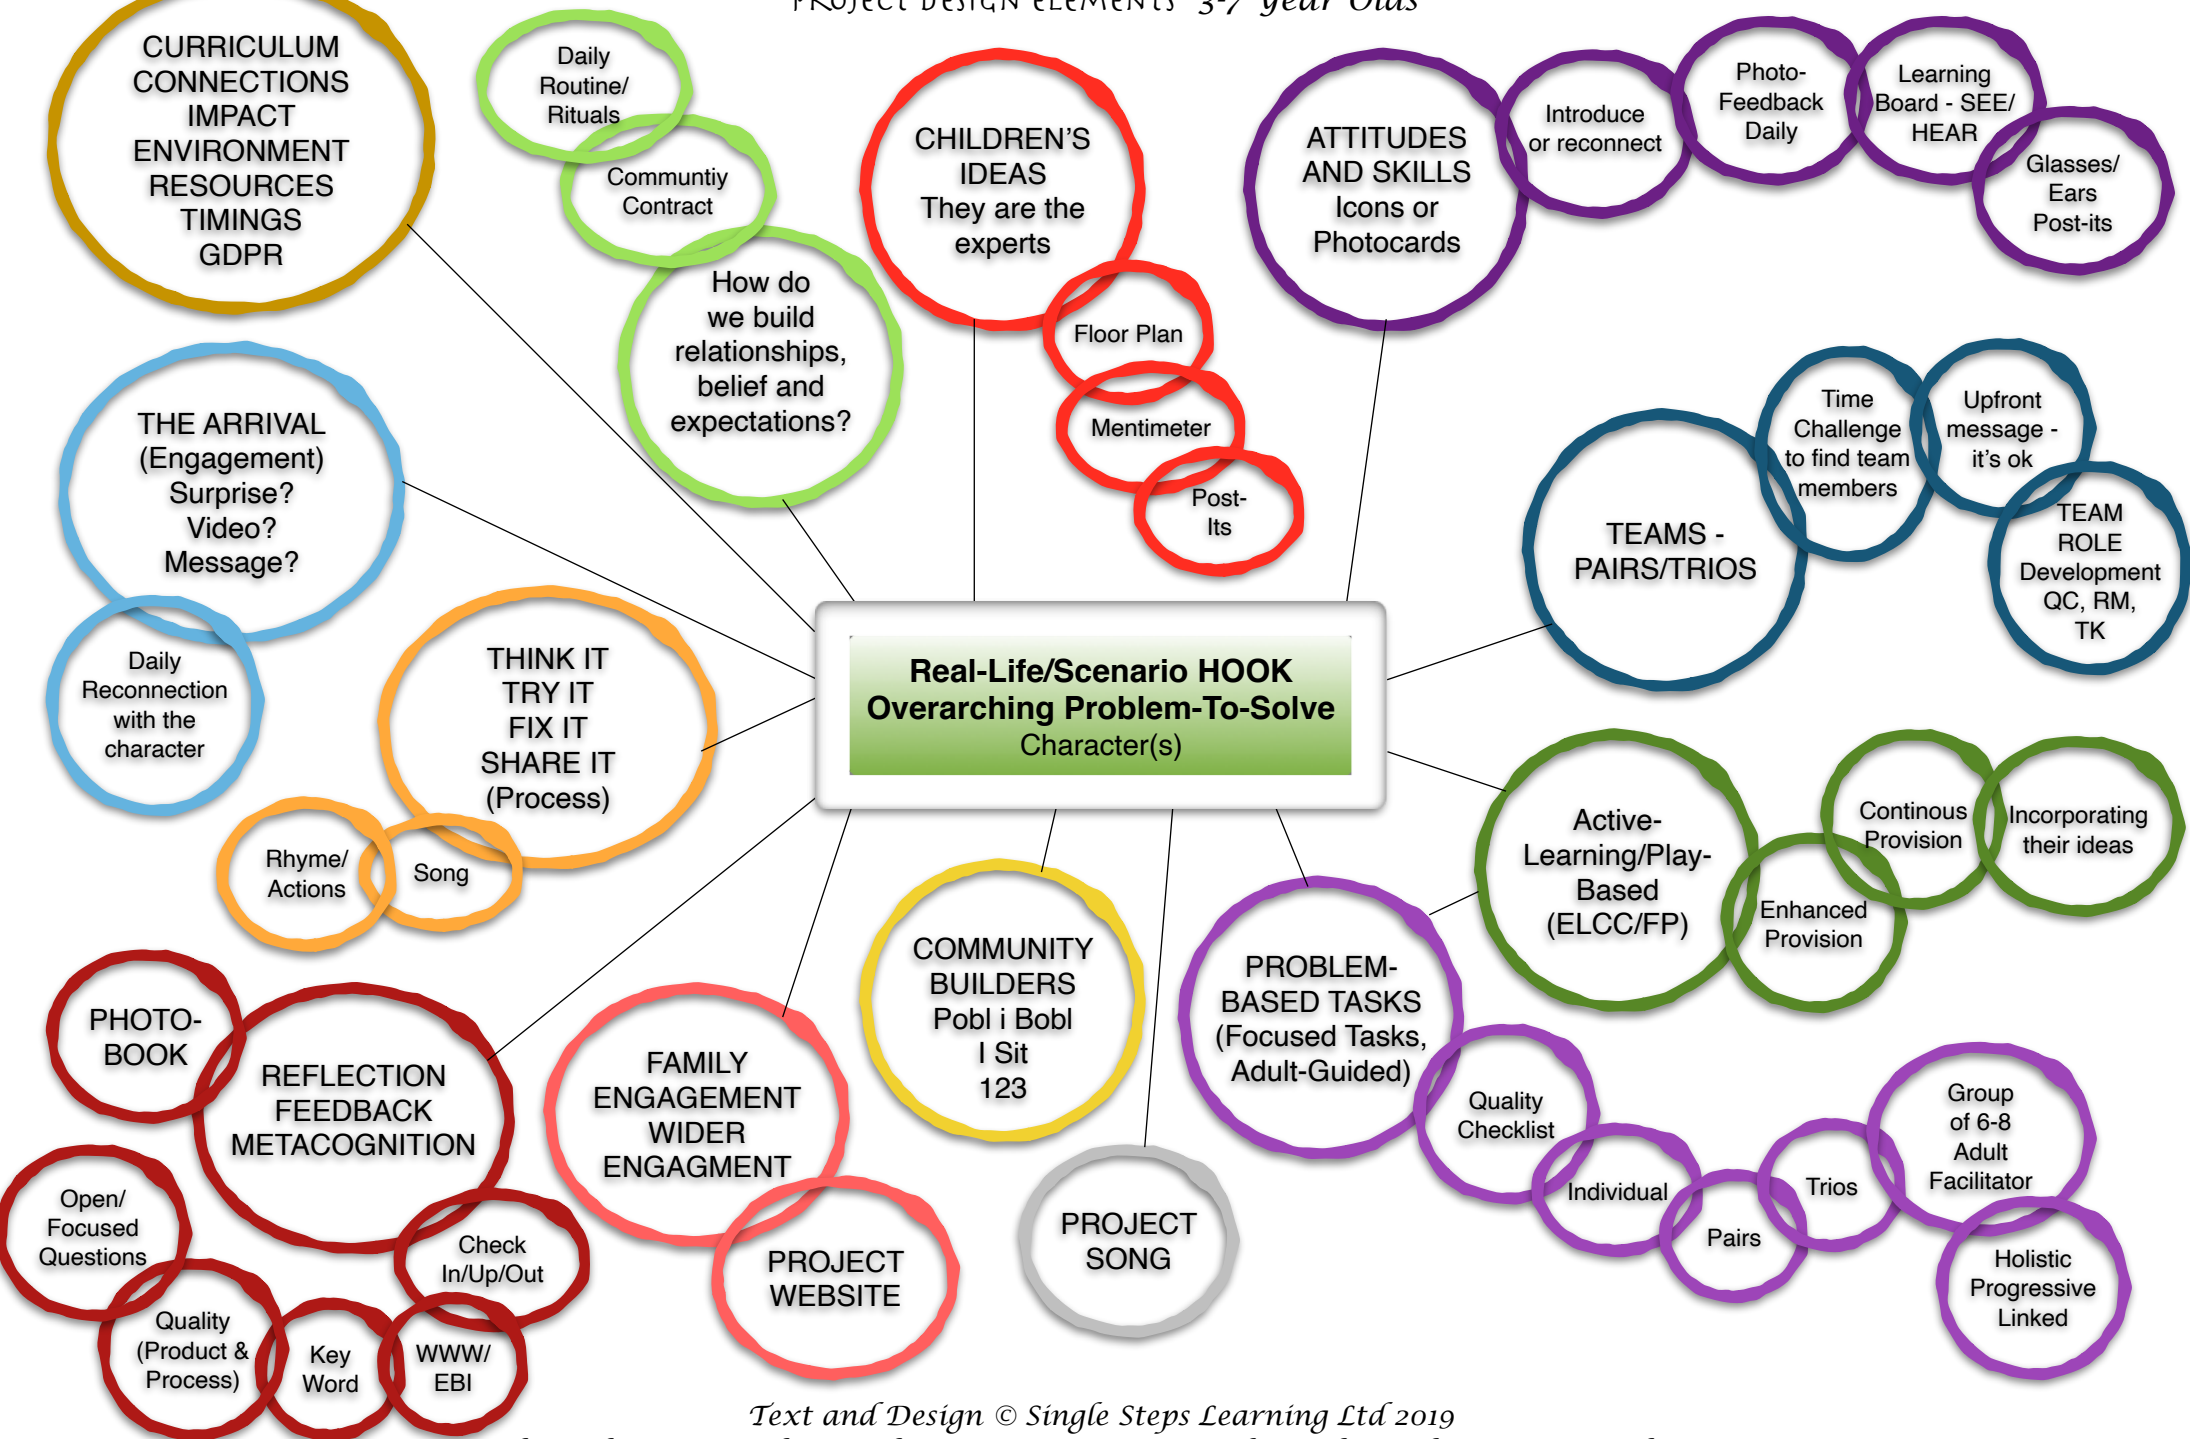 PROJECT DESIGN ELEMENTS 3-7 Year Olds
CURRICULUM
CONNECTIONS
IMPACT
ENVIRONMENT
RESOURCES
TIMINGS
GDPR
Daily
Routine/
Rituals
Communtiy
Contract
How do
we build
relationships,
belief and
expectations?
CHILDREN'S
IDEAS
They are the
experts
Floor Plan
Mentimeter
Post-
Its
ATTITUDES
AND SKILLS
Icons or
Photocards
Introduce
or reconnect
Photo-
Feedback
Daily
Learning
Board - SEE/
HEAR
Glasses/
Ears
Post-its
THE ARRIVAL
(Engagement)
Surprise?
Video?
Message?
Daily
Reconnection
with the
character
THINK IT
TRY IT
FIX IT
SHARE IT
(Process)
Rhyme/
Actions
Song
Real-Life/Scenario HOOK
Overarching Problem-To-Solve
Character(s)
TEAMS -
PAIRS/TRIOS
Time
Challenge
to find team
members
Upfront
message -
it's ok
TEAM
ROLE
Development
QC, RM,
TK
Active-
Learning/Play-
Based
(ELCC/FP)
Enhanced
Provision
Continous
Provision
Incorporating
their ideas
PHOTO-
BOOK
REFLECTION
FEEDBACK
METACOGNITION
Open/
Focused
Questions
Quality
(Product &
Process)
Key
Word
WWW/
EBI
Check
In/Up/Out
FAMILY
ENGAGEMENT
WIDER
ENGAGMENT
PROJECT
WEBSITE
COMMUNITY
BUILDERS
Pobl i Bobl
I Sit
123
PROJECT
SONG
PROBLEM-
BASED TASKS
(Focused Tasks,
Adult-Guided)
Quality
Checklist
Individual
Pairs
Trios
Group
of 6-8
Adult
Facilitator
Holistic
Progressive
Linked
Text and Design © Single Steps Learning Ltd 2019